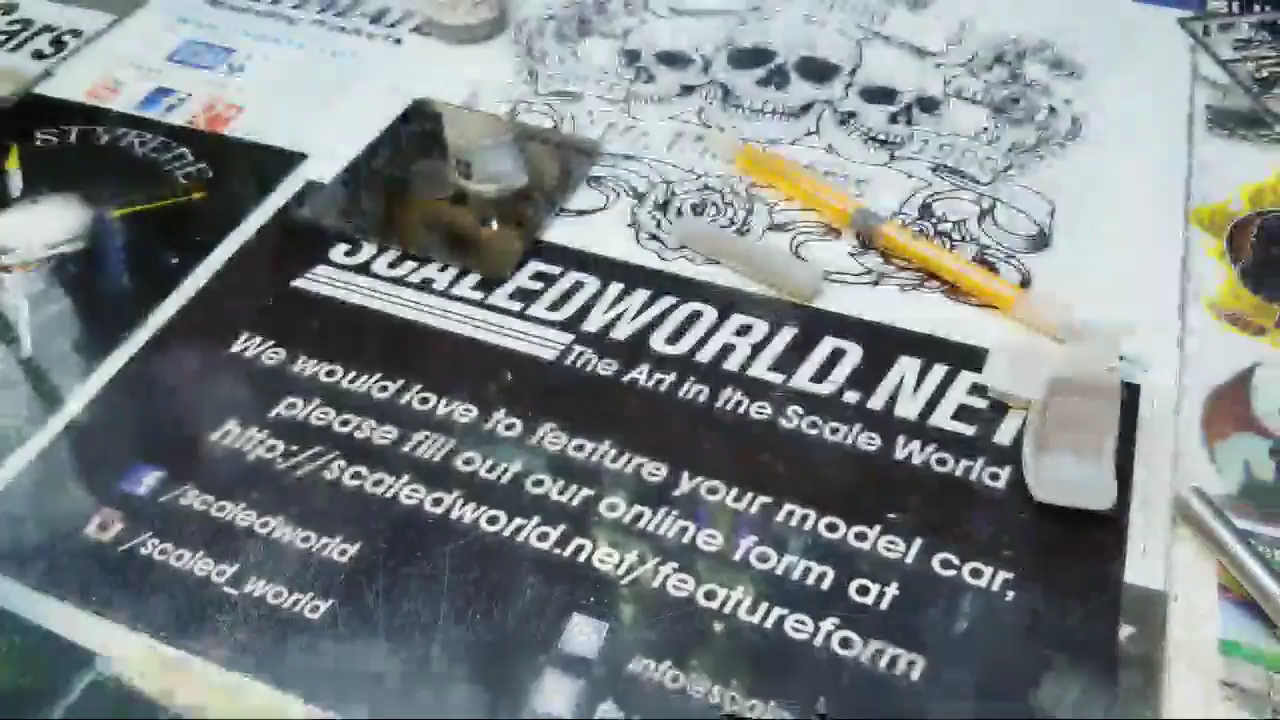 STYRENE
SCALEDWORLD.NET
The Art in the Scale World
We would love to feature your model car,
please fill out our online form at
http://scaledworld.net/featureform
/scaledworld
/scaled_world